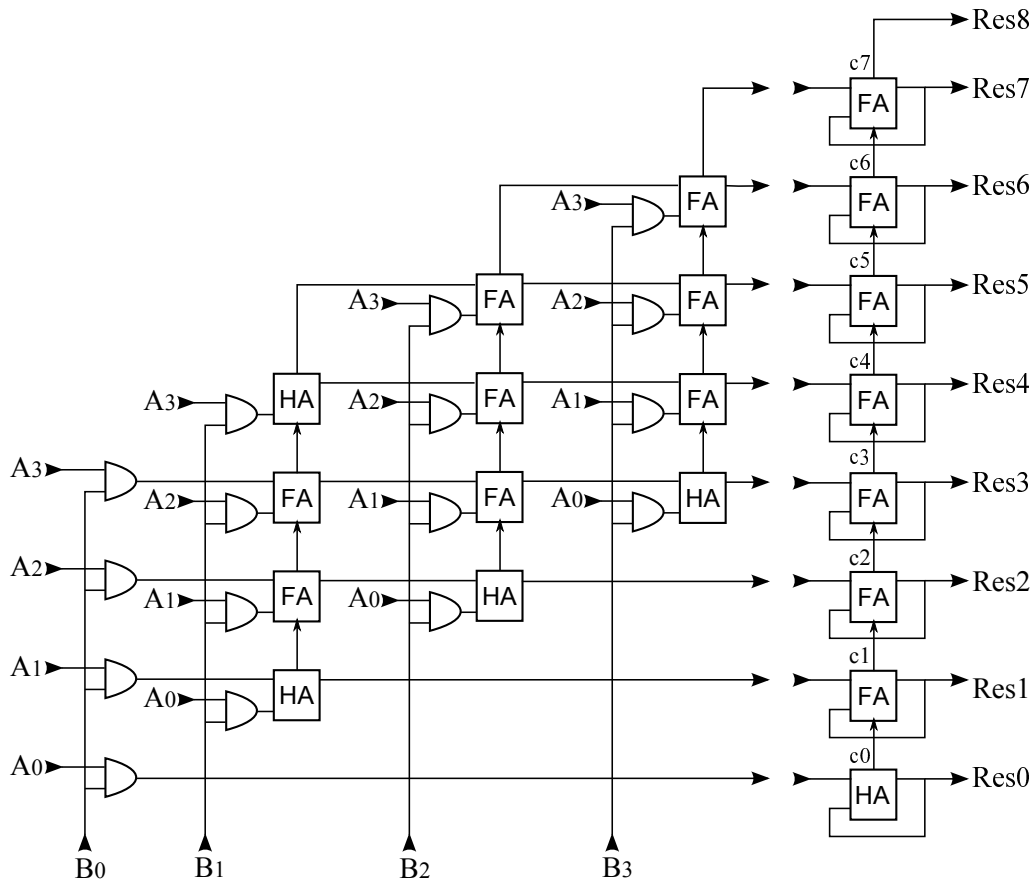 Res8
c7
FA Res7
c6
A3 FA FA Res6
c5
A3 FA A2 FA FA Res5
c4
A3 HA A2 FA A1 FA FA Res4
c3
A3 A2 FA A1 FA A0 HA FA Res3
c2
A2 A1 FA A0 HA FA Res2
c1
A1 A0 HA FA Res1
c0
A0 HA Res0
B0 B1 B2 B3